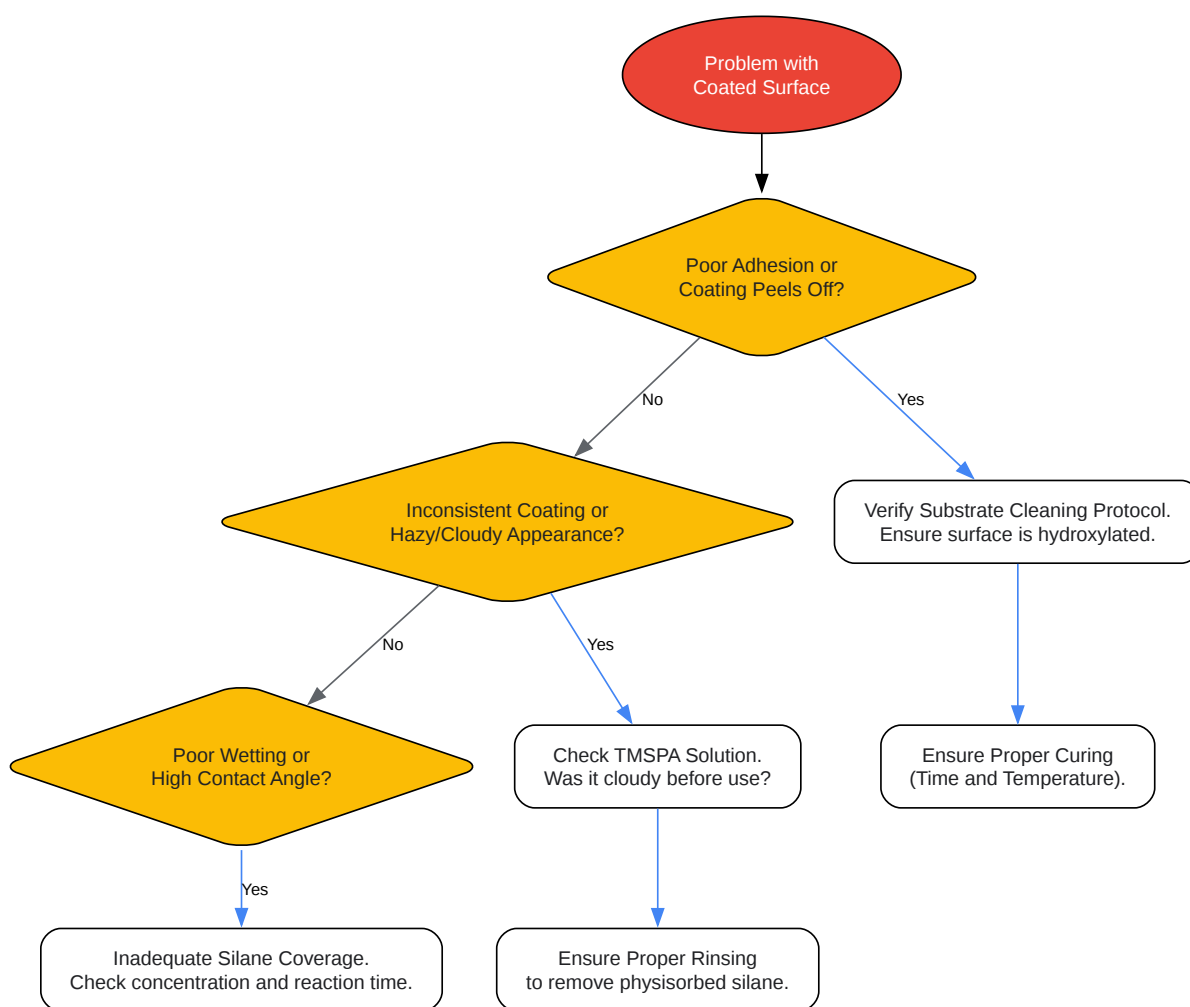 Problem with
Coated Surface
Poor Adhesion or
Coating Peels Off?
No
Yes
Inconsistent Coating or
Hazy/Cloudy Appearance?
Verify Substrate Cleaning Protocol.
Ensure surface is hydroxylated.
No
Yes
Poor Wetting or
High Contact Angle?
Check TMSPA Solution.
Was it cloudy before use?
Ensure Proper Curing
(Time and Temperature).
Yes
Inadequate Silane Coverage.
Check concentration and reaction time.
Ensure Proper Rinsing
to remove physisorbed silane.